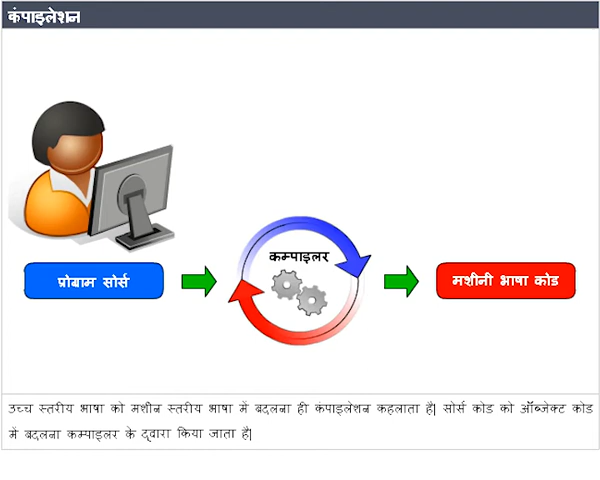 कंपाइलेशन
कम्पाइलर
प्रोग्राम सोर्स
मशीनी भाषा कोड
उच्च स्तरीय भाषा को मशीन स्तरीय भाषा में बदलना ही कंपाइलेशन कहलाता है| सोर्स कोड को ऑब्जेक्ट कोड
में बदलना कम्पाइलर के द्वारा किया जाता है|